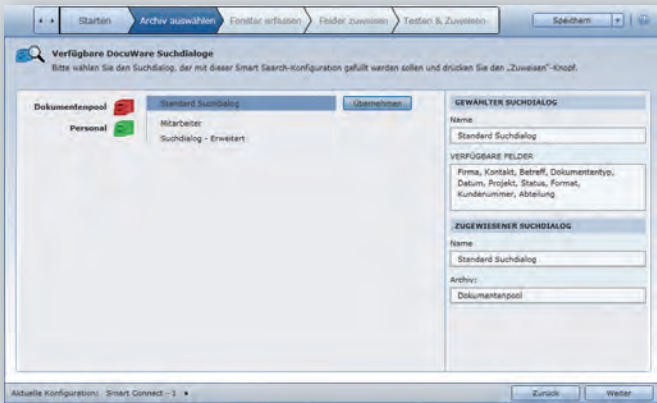 Starten
Archiv auswählen
Fenster erfassen
Felder zuweisen
Testen & Zuweisen
Speichern
Verfügbare DocuWare Suchdialoge
Bitte wählen Sie den Suchdialog, der mit dieser Smart Search-Konfiguration gefüllt werden sollen und drücken Sie den „Zuweisen"-Knopf.
Dokumentenpool
Personal
Standard Suchdialog
Übernehmen
Mitarbeiter
Suchdialog - Erweitert
GEWÄHLTER SUCHDIALOG
Name
Standard Suchdialog
VERFÜGBARE FELDER
Firma, Kontakt, Betreff, Dokumententyp,
Datum, Projekt, Status, Format,
Kundenummer, Abteilung
ZUGEWIESENER SUCHDIALOG
Name
Standard Suchdialog
Archiv:
Dokumentenpool
Aktuelle Konfiguration: Smart Connect - 1
Zurück
Weiter